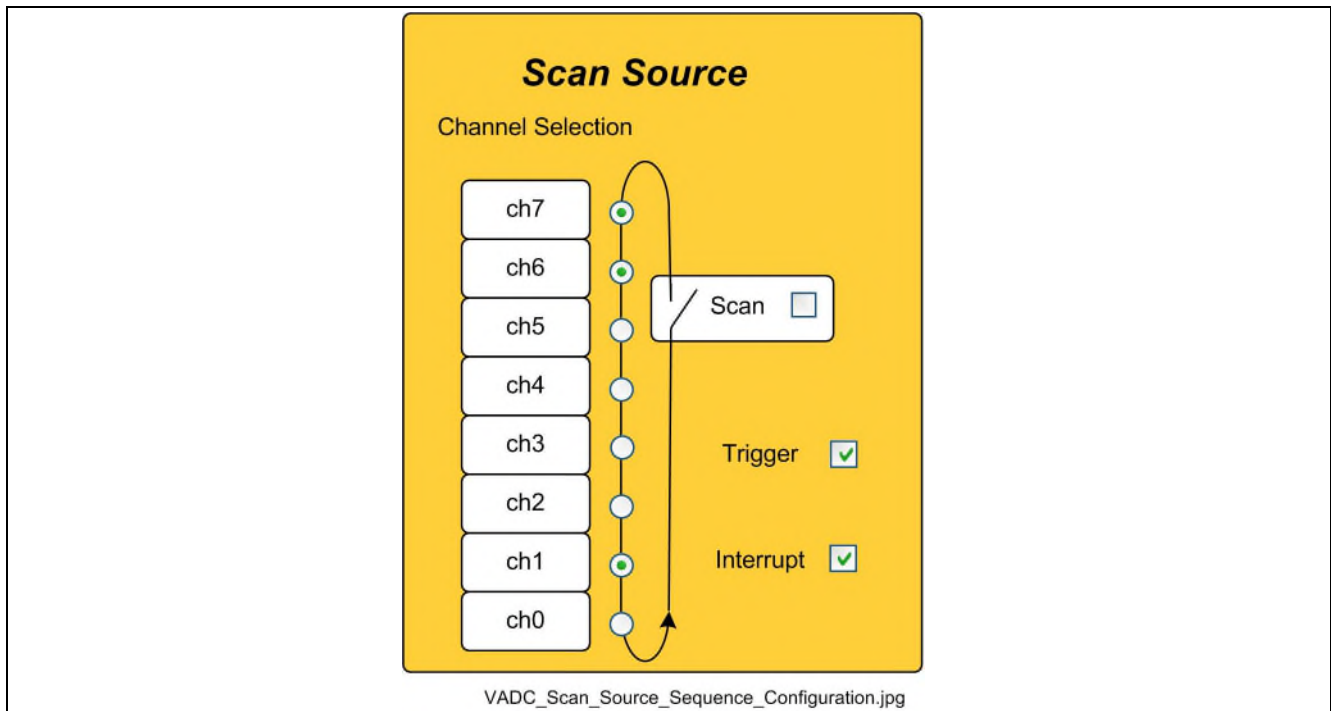 Scan Source
Channel Selection
ch7
ch6
Scan
ch5
ch4
ch3
Trigger
ch2
ch1
Interrupt
ch0
VADC_Scan_Source_Sequence_Configuration.jpg